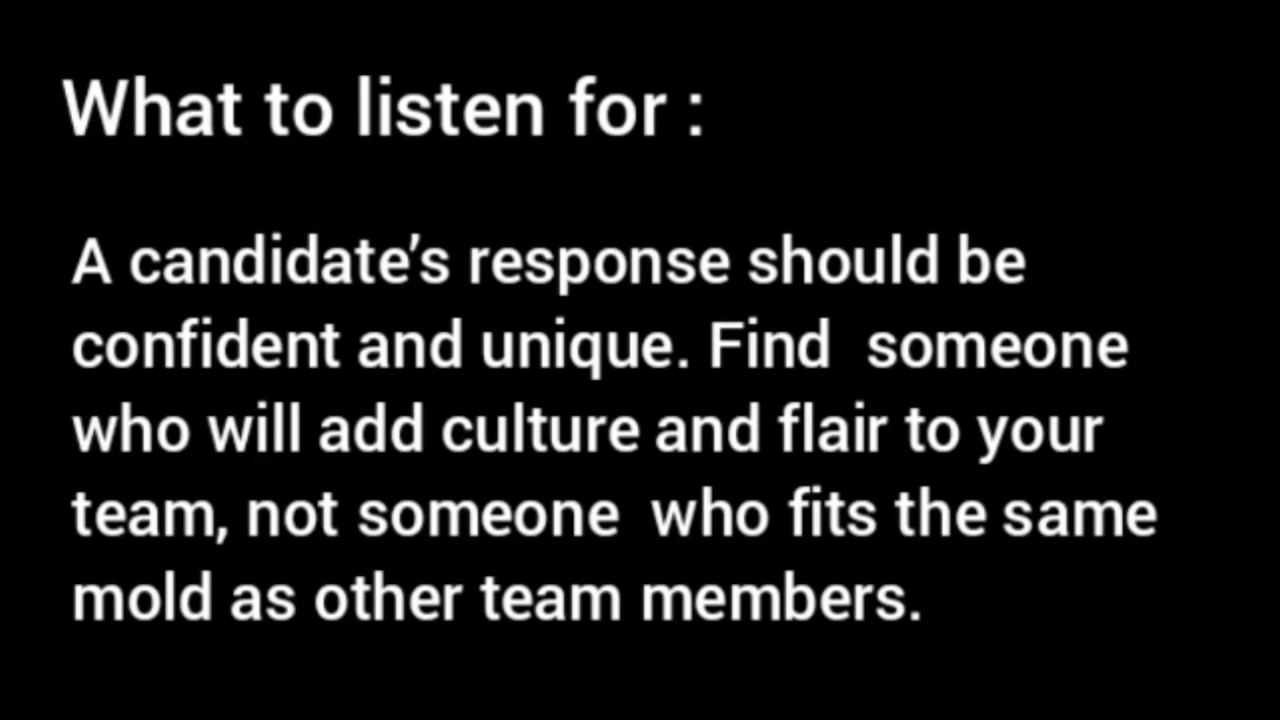 What to listen for :
A candidate’s response should be
confident and unique. Find  someone
who will add culture and flair to your
team, not someone  who fits the same
mold as other team members.